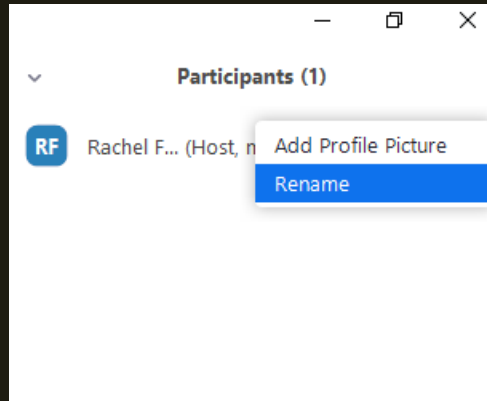 Participants (1)
RF
Rachel F... (Host,
Add Profile Picture
Rename